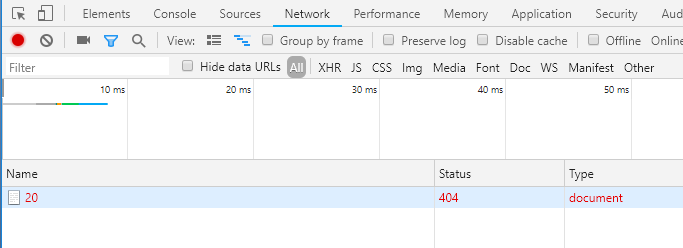 Elements Console Sources Network Performance Memory Application Security Aud
View: Group by frame Preserve log Disable cache Offline Online
Filter Hide data URLs All XHR JS CSS Img Media Font Doc WS Manifest Other
10 ms 20 ms 30 ms 40 ms 50 ms
Name Status Type
20 404 document